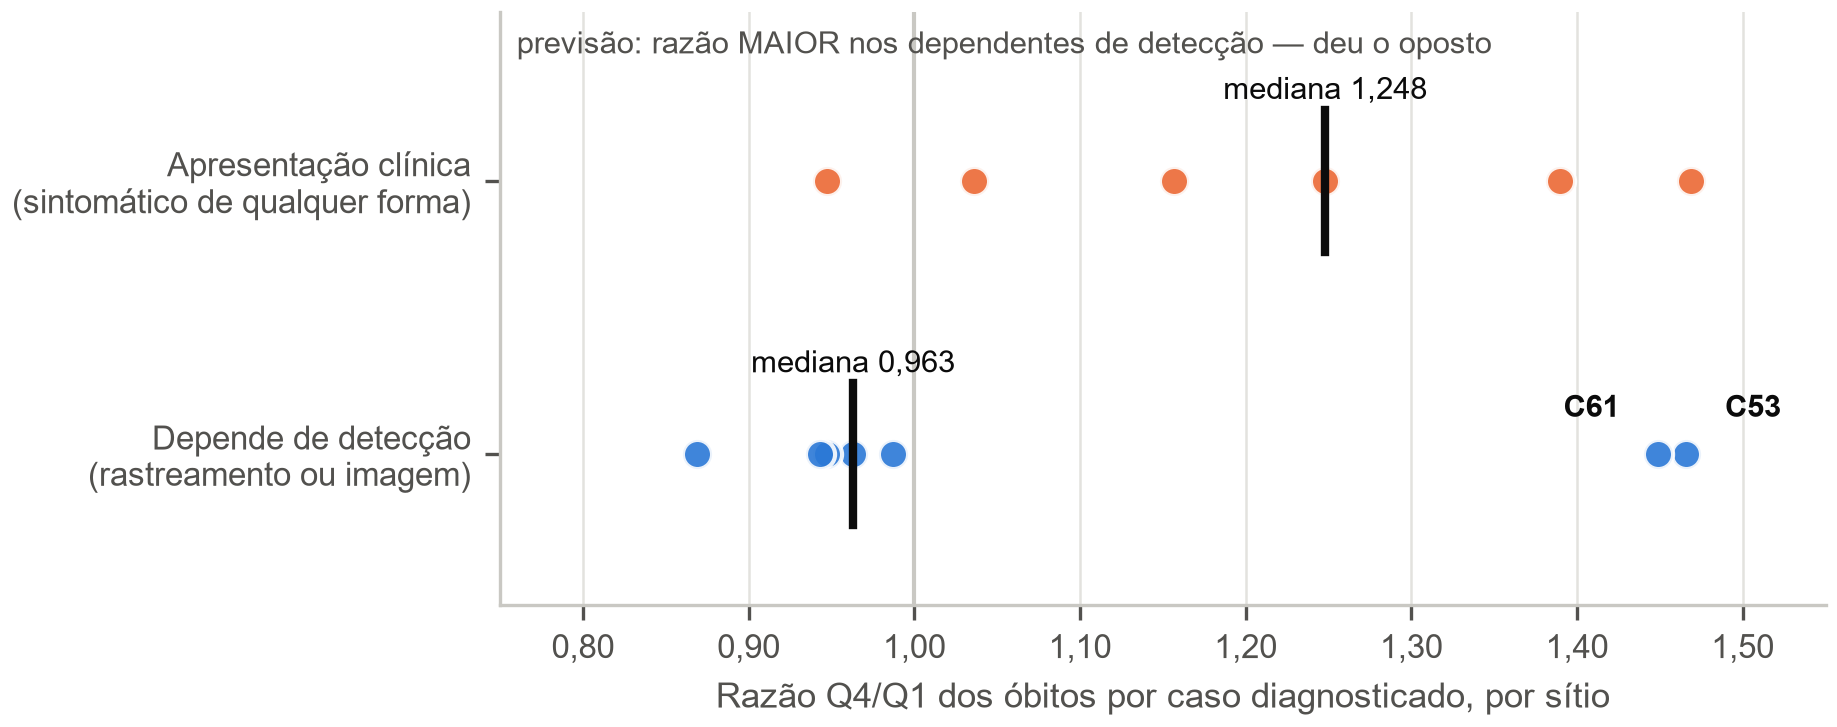 previsão: razão MAIOR nos dependentes de detecção — deu o oposto
mediana 1,248
Apresentação clínica
(sintomático de qualquer forma)
mediana 0,963
C61
C53
Depende de detecção
(rastreamento ou imagem)
0,80
0,90
1,00
1,10
1,20
1,30
1,40
1,50
Razão Q4/Q1 dos óbitos por caso diagnosticado, por sítio